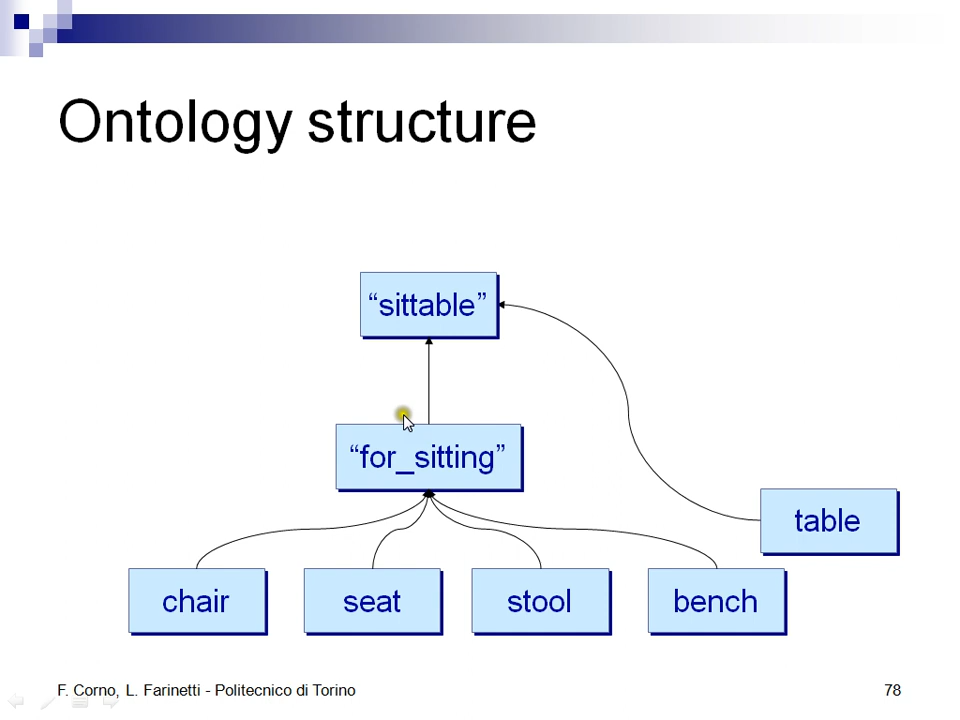 Ontology structure
“sittable”
“for_sitting”
table
chair seat stool bench
F. Corno, L. Farinetti - Politecnico di Torino 78